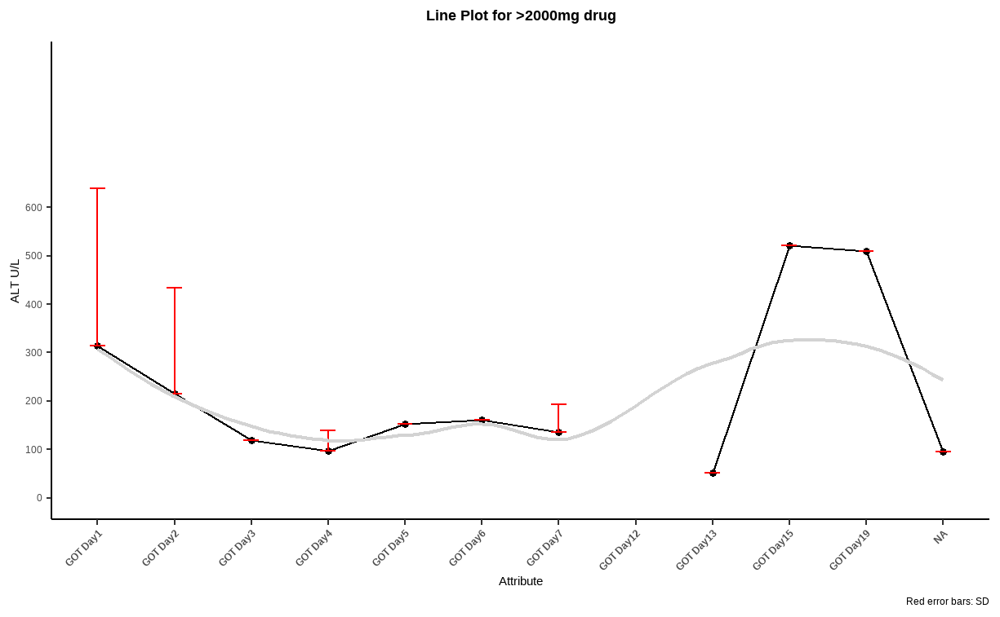 Line Plot for >2000mg drug
ALT U/L
600
500
400
300
200
100
0
GOT Day1
GOT Day2
GOT Day3
GOT Day4
GOT Day5
GOT Day6
GOT Day7
GOT Day12
GOT Day13
GOT Day15
GOT Day19
NA
Attribute
Red error bars: SD